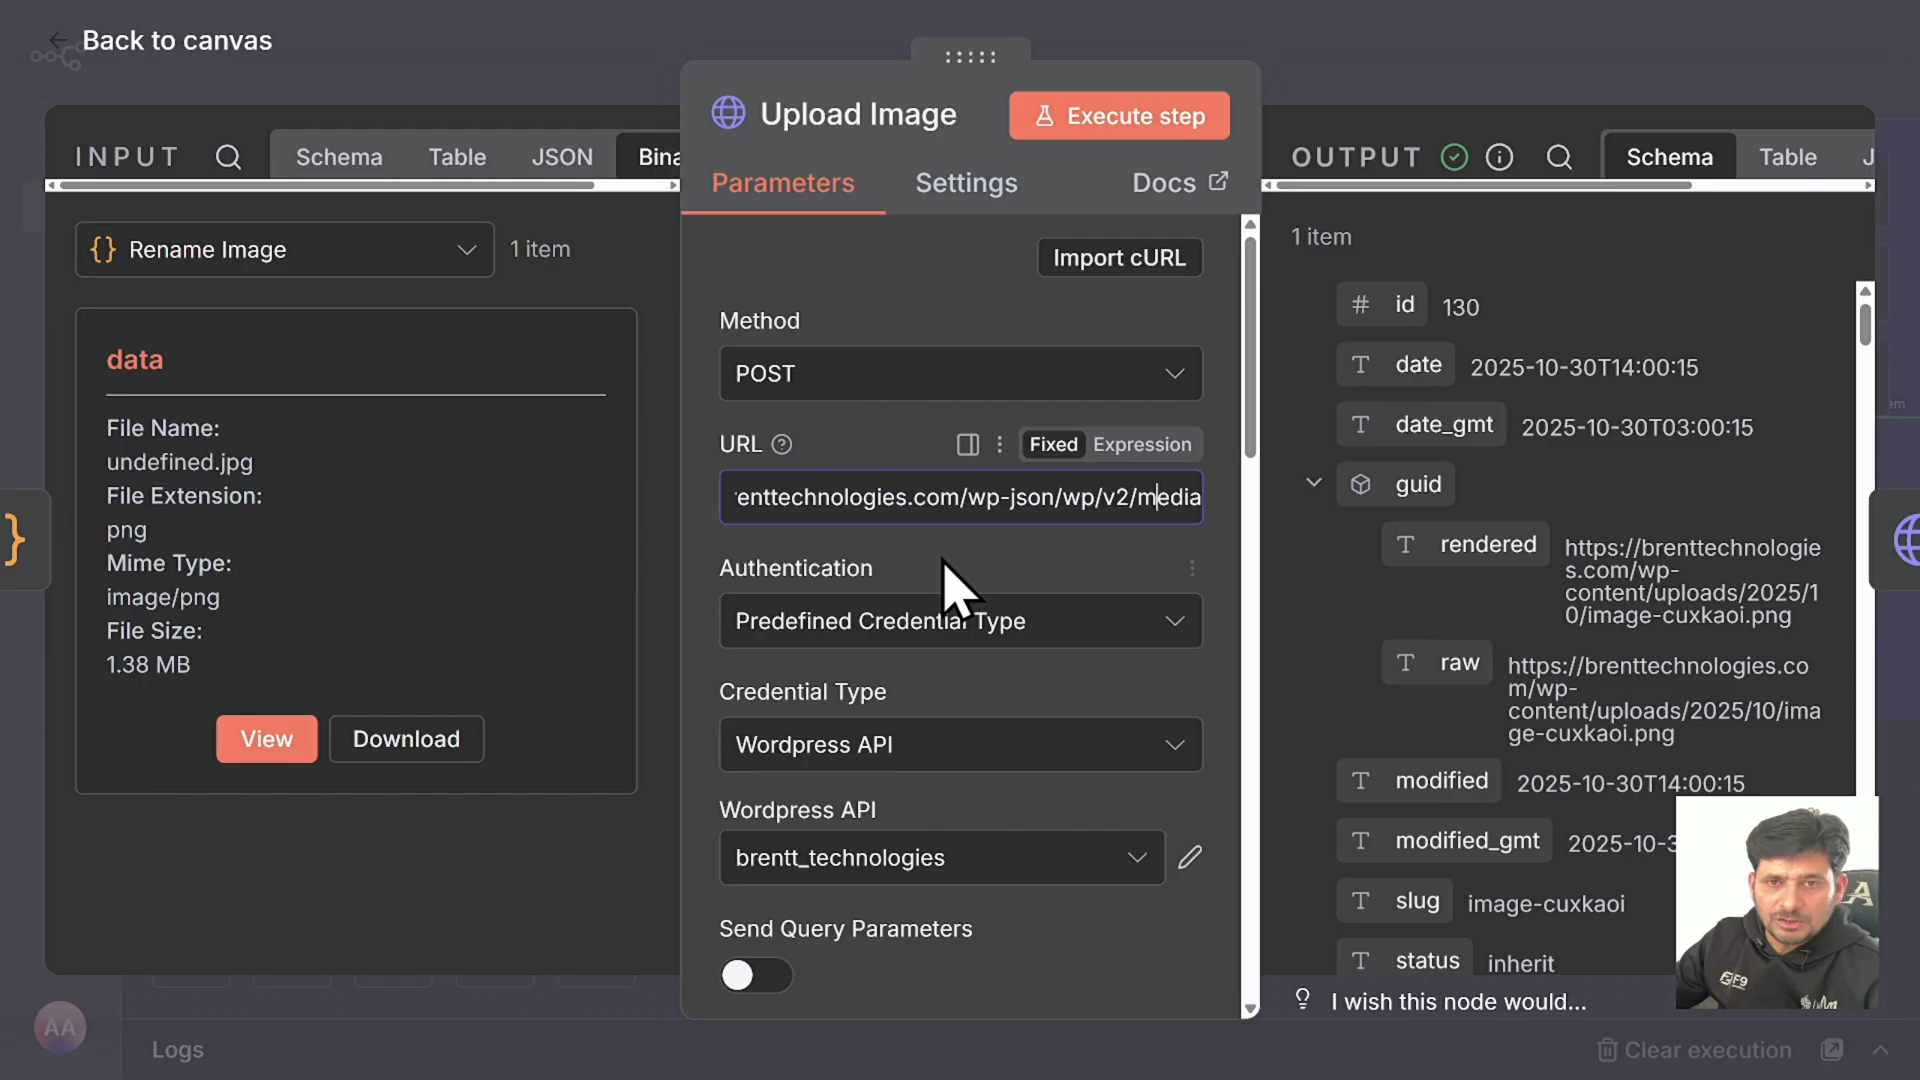 Back to canvas
INPUT
Schema
Table
JSON
Bina
Rename Image
1 item
data
File Name:
undefined.jpg
File Extension:
png
Mime Type:
image/png
File Size:
1.38 MB
View
Download
Upload Image
Execute step
Parameters
Settings
Docs
Import cURL
Method
POST
URL
Fixed
Expression
enttechnologies.com/wp-json/wp/v2/media
Authentication
Predefined Credential Type
Credential Type
Wordpress API
Wordpress API
brentt_technologies
Send Query Parameters
OUTPUT
Schema
Table
J
1 item
# id 130
T date 2025-10-30T14:00:15
T date_gmt 2025-10-30T03:00:15
guid
T rendered https://brenttechnologie
s.com/wp-
content/uploads/2025/1
0/image-cuxkaoi.png
T raw https://brenttechnologies.co
m/wp-
content/uploads/2025/10/ima
ge-cuxkaoi.png
T modified 2025-10-30T14:00:15
T modified_gmt 2025-10-3
T slug image-cuxkaoi
T status inherit
I wish this node would...
AA
Logs
Clear execution